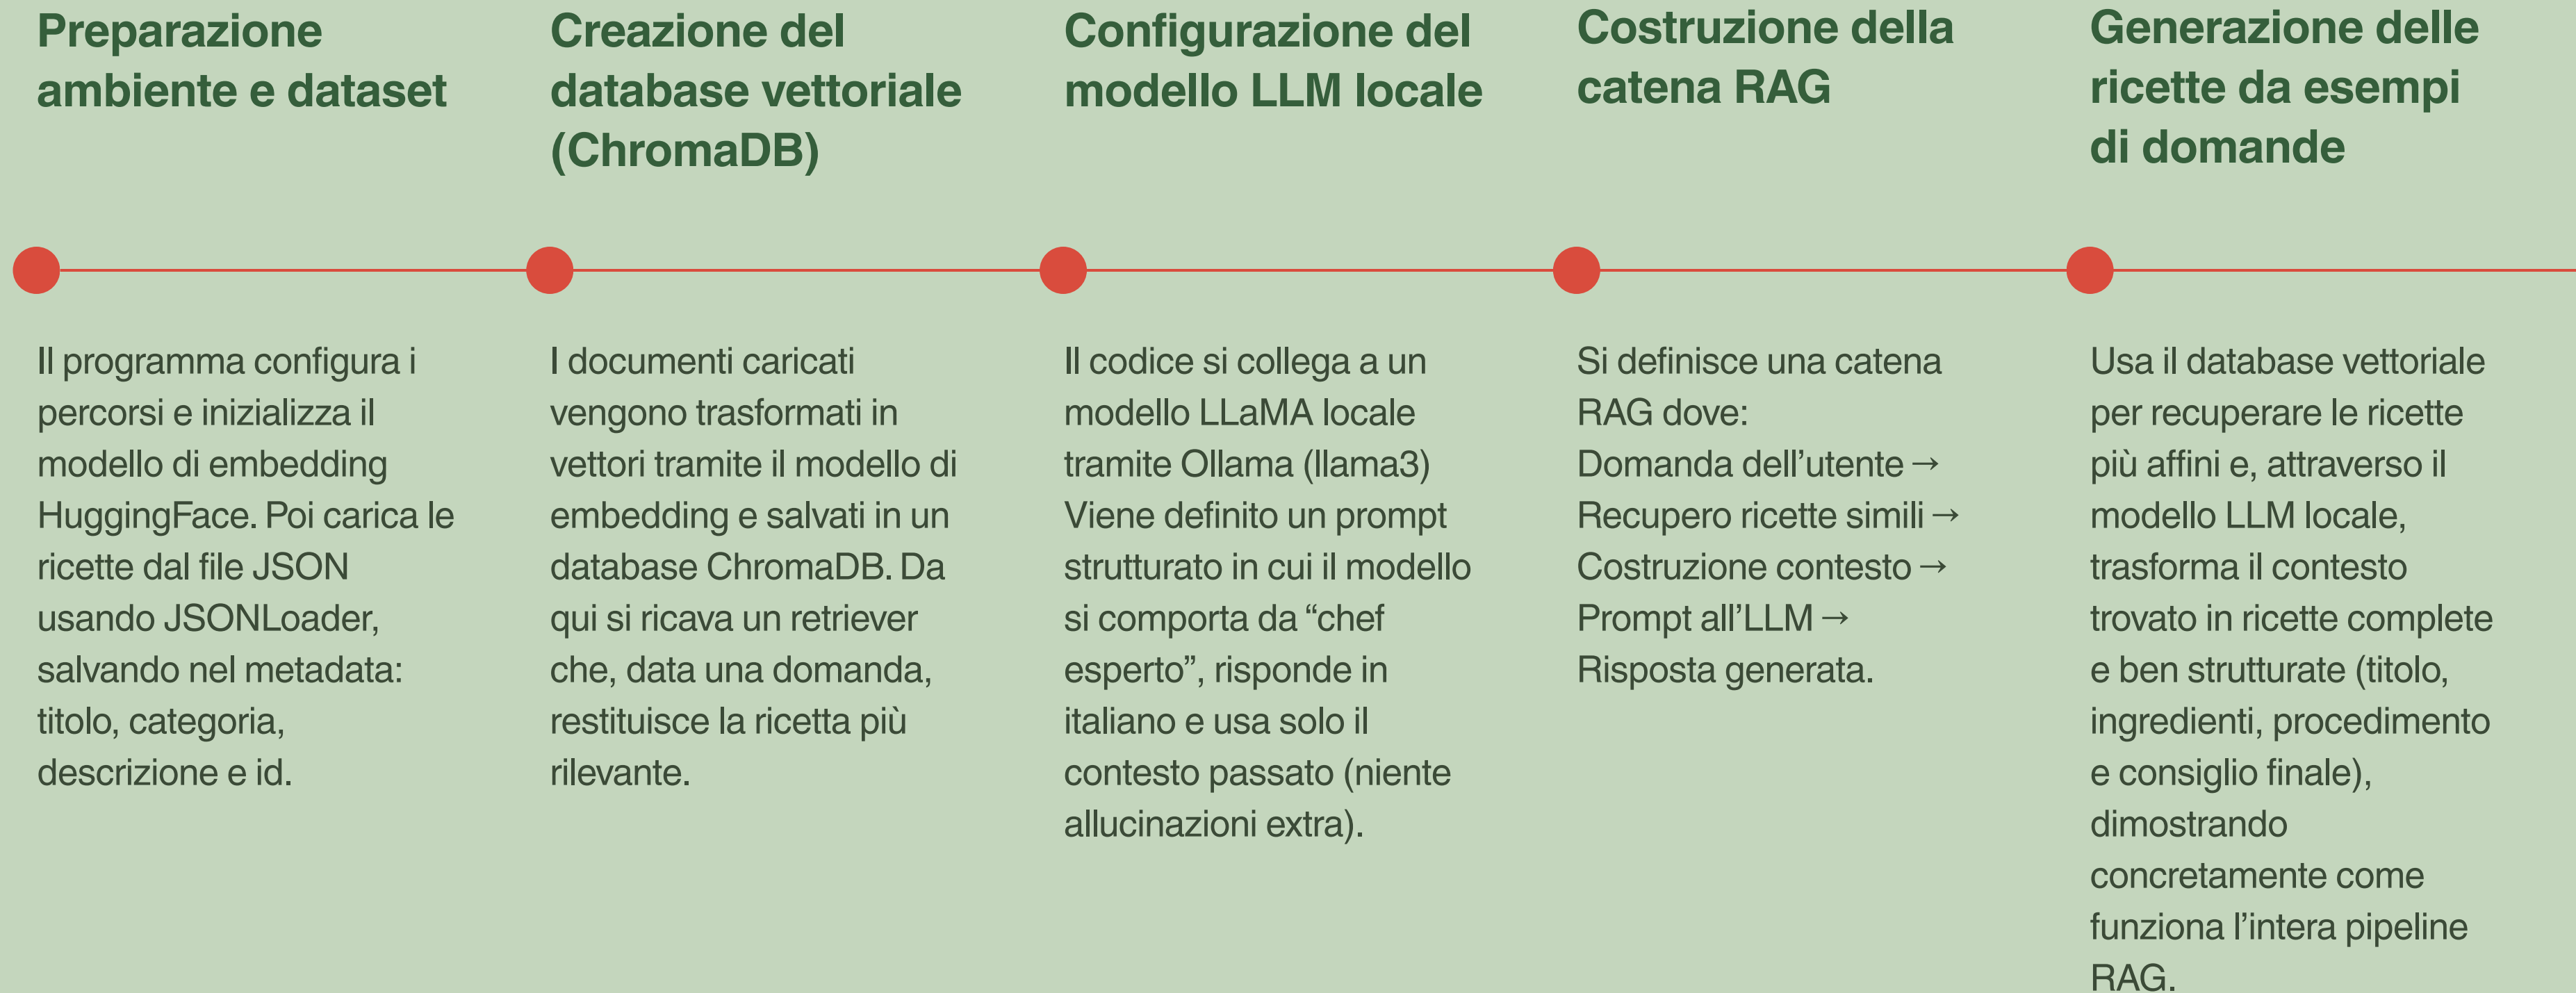 Preparazione
ambiente e dataset
Il programma configura i
percorsi e inizializza il
modello di embedding
HuggingFace. Poi carica le
ricette dal file JSON
usando JSONLoader,
salvando nel metadata:
titolo, categoria,
descrizione e id.
Creazione del
database vettoriale
(ChromaDB)
I documenti caricati
vengono trasformati in
vettori tramite il modello di
embedding e salvati in un
database ChromaDB. Da
qui si ricava un retriever
che, data una domanda,
restituisce la ricetta più
rilevante.
Configurazione del
modello LLM locale
Il codice si collega a un
modello LLaMA locale
tramite Ollama (llama3)
Viene definito un prompt
strutturato in cui il modello
si comporta da “chef
esperto”, risponde in
italiano e usa solo il
contesto passato (niente
allucinazioni extra).
Costruzione della
catena RAG
Si definisce una catena
RAG dove:
Domanda dell’utente →
Recupero ricette simili →
Costruzione contesto →
Prompt all’LLM →
Risposta generata.
Generazione delle
ricette da esempi
di domande
Usa il database vettoriale
per recuperare le ricette
più affini e, attraverso il
modello LLM locale,
trasforma il contesto
trovato in ricette complete
e ben strutturate (titolo,
ingredienti, procedimento
e consiglio finale),
dimostrando
concretamente come
funziona l’intera pipeline
RAG.